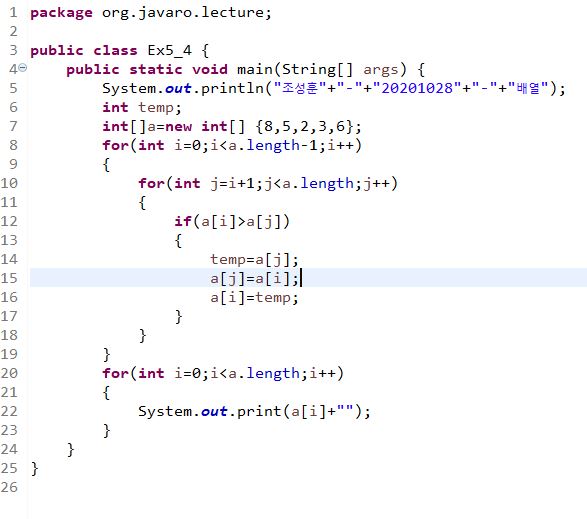 1 package org.javaro.lecture;
2
3 public class Ex5_4 {
4 public static void main(String[] args) {
5 System.out.println("조성훈"+"-"+"20201028"+"-"+"배열");
6 int temp;
7 int[]a=new int[] {8,5,2,3,6};
8 for(int i=0;i<a.length-1;i++)
9 {
10 for(int j=i+1;j<a.length;j++)
11 {
12 if(a[i]>a[j])
13 {
14 temp=a[j];
15 a[j]=a[i];
16 a[i]=temp;
17 }
18 }
19 }
20 for(int i=0;i<a.length;i++)
21 {
22 System.out.print(a[i]+"");
23 }
24 }
25 }
26